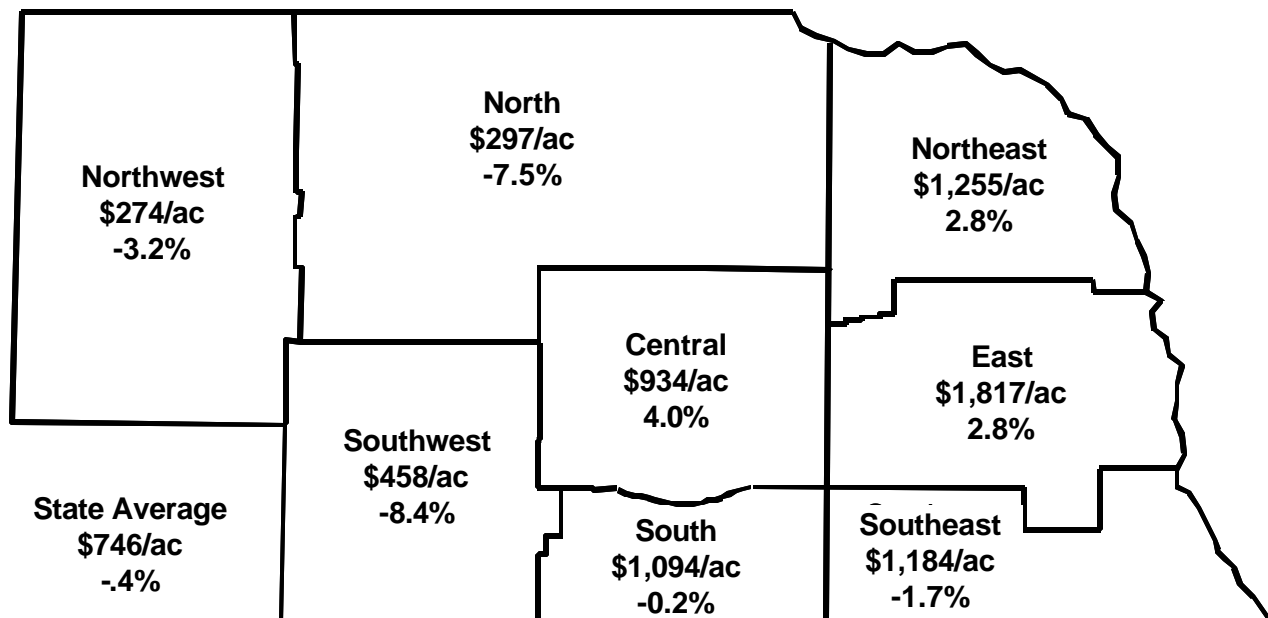 North
$297/ac
-7.5%
Northwest
$274/ac
-3.2%
Northeast
$1,255/ac
2.8%
Central
$934/ac
4.0%
East
$1,817/ac
2.8%
Southwest
$458/ac
-8.4%
State Average
$746/ac
-.4%
South
$1,094/ac
-0.2%
Southeast
$1,184/ac
-1.7%